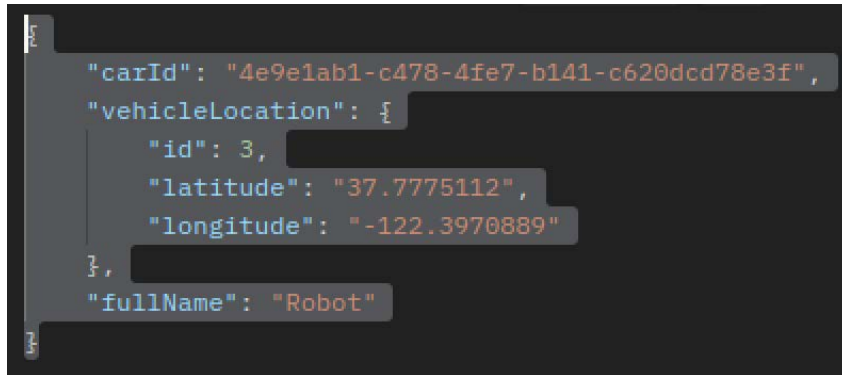 {
"carId": "4e9e1ab1-c478-4fe7-b141-c620dcd78e3f",
"vehicleLocation": {
"id": 3,
"latitude": "37.7775112",
"longitude": "-122.3970889"
},
"fullName": "Robot"
}